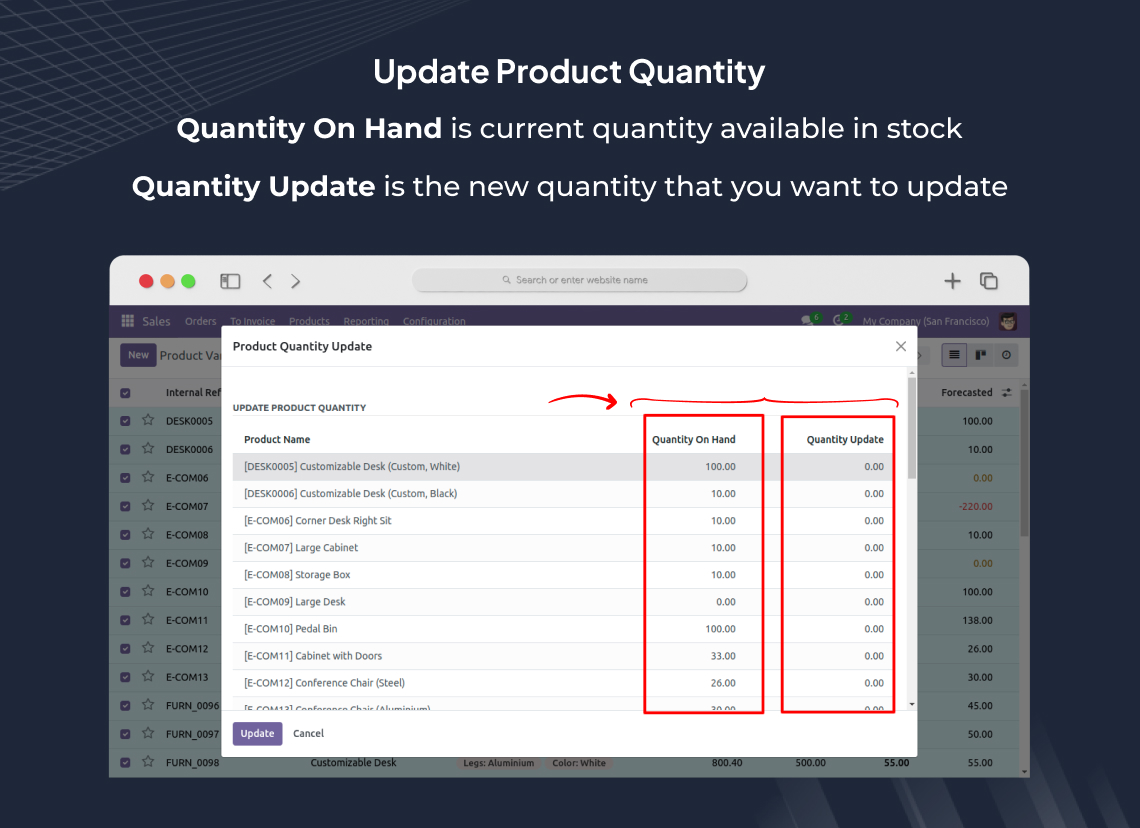 Update Product Quantity
Quantity On Hand is current quantity available in stock
Quantity Update is the new quantity that you want to update
Search or enter website name
Sales Orders To Invoice Products Reporting Configuration 6 2 My Company (San Francisco)
New Product Var
Product Quantity Update
Internal Ref Forecasted
UPDATE PRODUCT QUANTITY
Product Name Quantity On Hand Quantity Update
[DESK0005] Customizable Desk (Custom, White) 100.00 0.00
[DESK0006] Customizable Desk (Custom, Black) 10.00 0.00
[E-COM06] Corner Desk Right Sit 10.00 0.00
[E-COM07] Large Cabinet 10.00 0.00
[E-COM08] Storage Box 10.00 0.00
[E-COM09] Large Desk 0.00 0.00
[E-COM10] Pedal Bin 100.00 0.00
[E-COM11] Cabinet with Doors 33.00 0.00
[E-COM12] Conference Chair (Steel) 26.00 0.00
[E-COM13] Conference Chair (Aluminium) 30.00 0.00
Update Cancel
DESK0005 100.00
DESK0006 10.00
E-COM06 0.00
E-COM07 -220.00
E-COM08 10.00
E-COM09 0.00
E-COM10 100.00
E-COM11 138.00
E-COM12 26.00
E-COM13 30.00
FURN_0096 45.00
FURN_0097 50.00
FURN_0098 Customizable Desk Legs: Aluminium Color: White 800.40 500.00 55.00 55.00